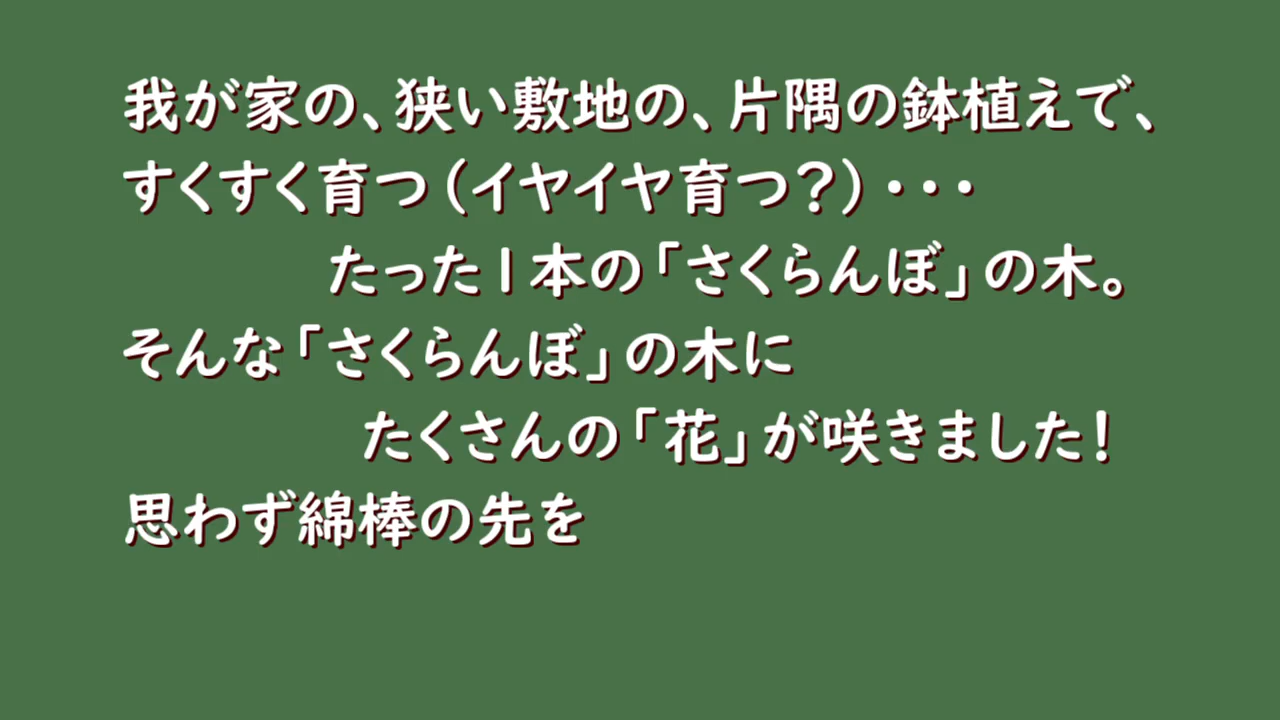 我が家の、狭い敷地の、片隅の鉢植えで、
すくすく育つ(イヤイヤ育つ?)・・・
たった1本の「さくらんぼ」の木。
そんな「さくらんぼ」の木に
たくさんの「花」が咲きました!
思わず綿棒の先を